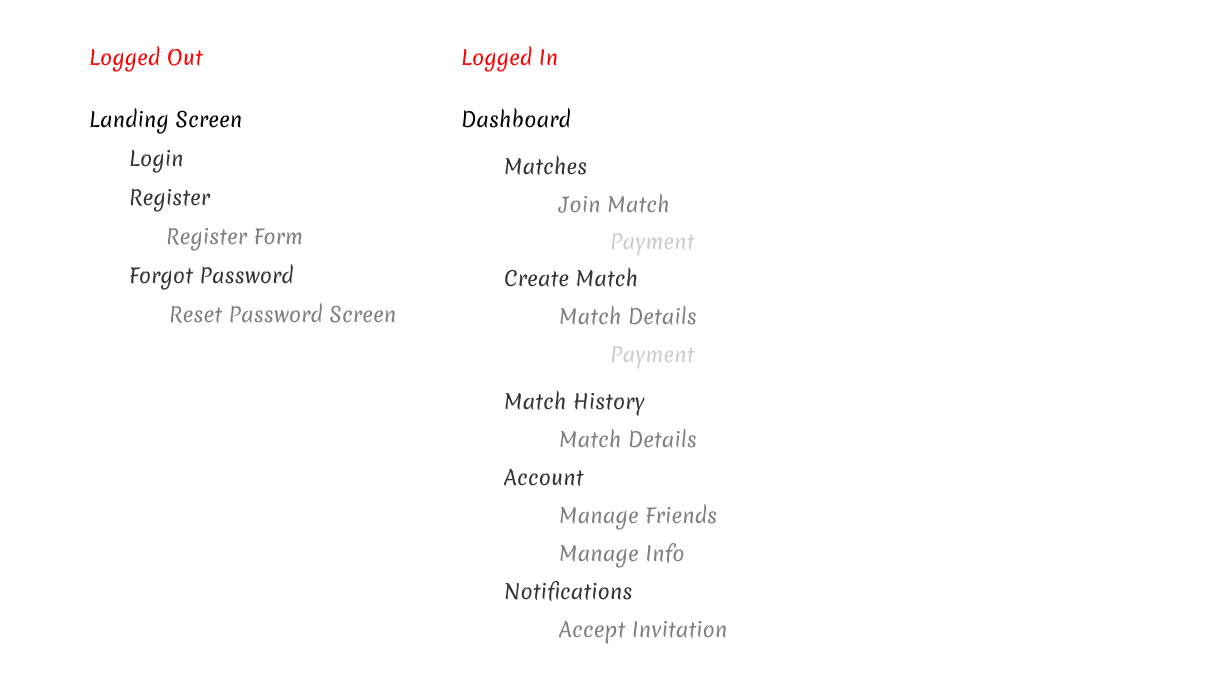 Logged Out
Landing Screen
Login
Register
Register Form
Forgot Password
Reset Password Screen
Logged In
Dashboard
Matches
Join Match
Payment
Create Match
Match Details
Payment
Match History
Match Details
Account
Manage Friends
Manage Info
Notifications
Accept Invitation